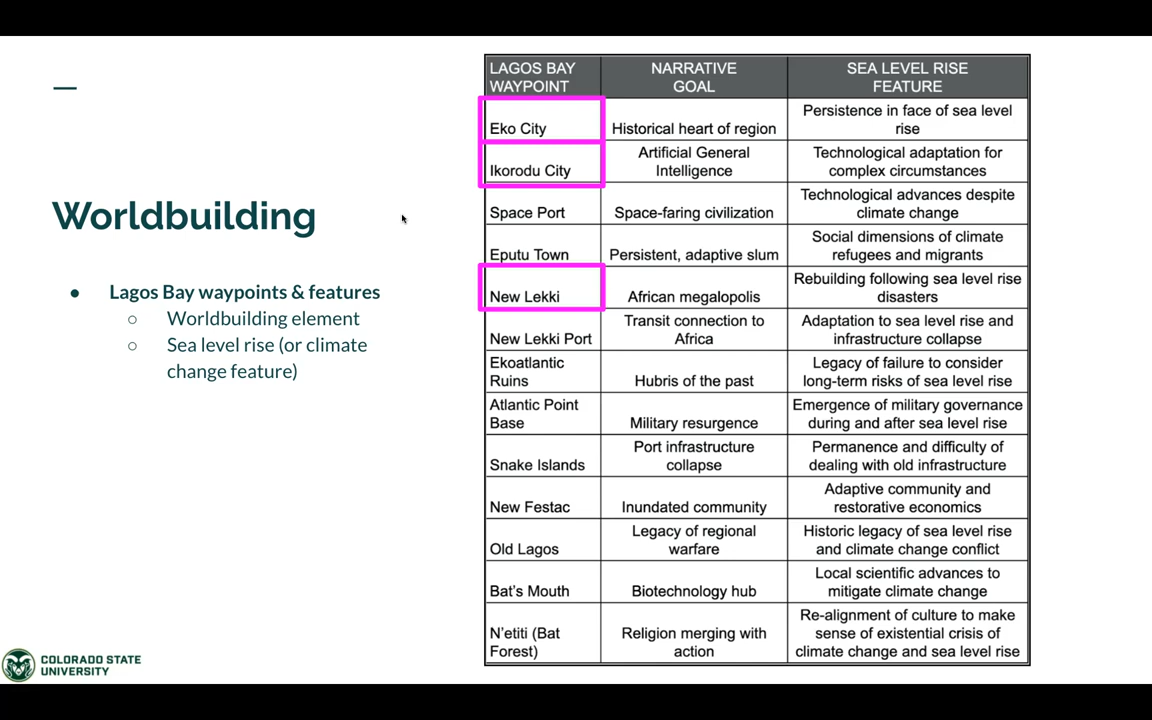 Worldbuilding
● Lagos Bay waypoints & features
○ Worldbuilding element
○ Sea level rise (or climate
change feature)
COLORADO STATE
UNIVERSITY
LAGOS BAY
WAYPOINT
NARRATIVE
GOAL
SEA LEVEL RISE
FEATURE
Eko City
Historical heart of region
Persistence in face of sea level
rise
Ikorodu City
Artificial General
Intelligence
Technological adaptation for
complex circumstances
Space Port
Space-faring civilization
Technological advances despite
climate change
Eputu Town
Persistent, adaptive slum
Social dimensions of climate
refugees and migrants
New Lekki
African megalopolis
Rebuilding following sea level rise
disasters
New Lekki Port
Transit connection to
Africa
Adaptation to sea level rise and
infrastructure collapse
Ekoatlantic
Ruins
Hubris of the past
Legacy of failure to consider
long-term risks of sea level rise
Atlantic Point
Base
Military resurgence
Emergence of military governance
during and after sea level rise
Snake Islands
Port infrastructure
collapse
Permanence and difficulty of
dealing with old infrastructure
New Festac
Inundated community
Adaptive community and
restorative economics
Old Lagos
Legacy of regional
warfare
Historic legacy of sea level rise
and climate change conflict
Bat's Mouth
Biotechnology hub
Local scientific advances to
mitigate climate change
N'etiti (Bat
Forest)
Religion merging with
action
Re-alignment of culture to make
sense of existential crisis of
climate change and sea level rise